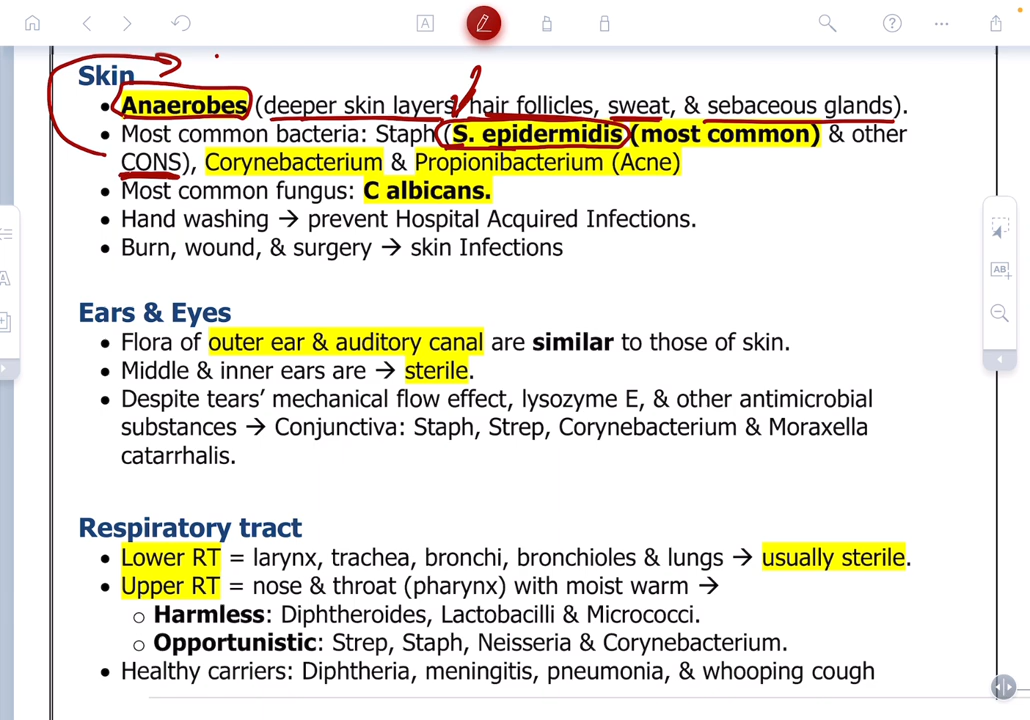 Skin
• Anaerobes (deeper skin layers, hair follicles, sweat, & sebaceous glands).
• Most common bacteria: Staph (S. epidermidis (most common) & other
CONS), Corynebacterium & Propionibacterium (Acne)
• Most common fungus: C albicans.
• Hand washing → prevent Hospital Acquired Infections.
• Burn, wound, & surgery → skin Infections
Ears & Eyes
• Flora of outer ear & auditory canal are similar to those of skin.
• Middle & inner ears are → sterile.
• Despite tears’ mechanical flow effect, lysozyme E, & other antimicrobial
substances → Conjunctiva: Staph, Strep, Corynebacterium & Moraxella
catarrhalis.
Respiratory tract
• Lower RT = larynx, trachea, bronchi, bronchioles & lungs → usually sterile.
• Upper RT = nose & throat (pharynx) with moist warm →
o Harmless: Diphtheroides, Lactobacilli & Micrococci.
o Opportunistic: Strep, Staph, Neisseria & Corynebacterium.
• Healthy carriers: Diphtheria, meningitis, pneumonia, & whooping cough